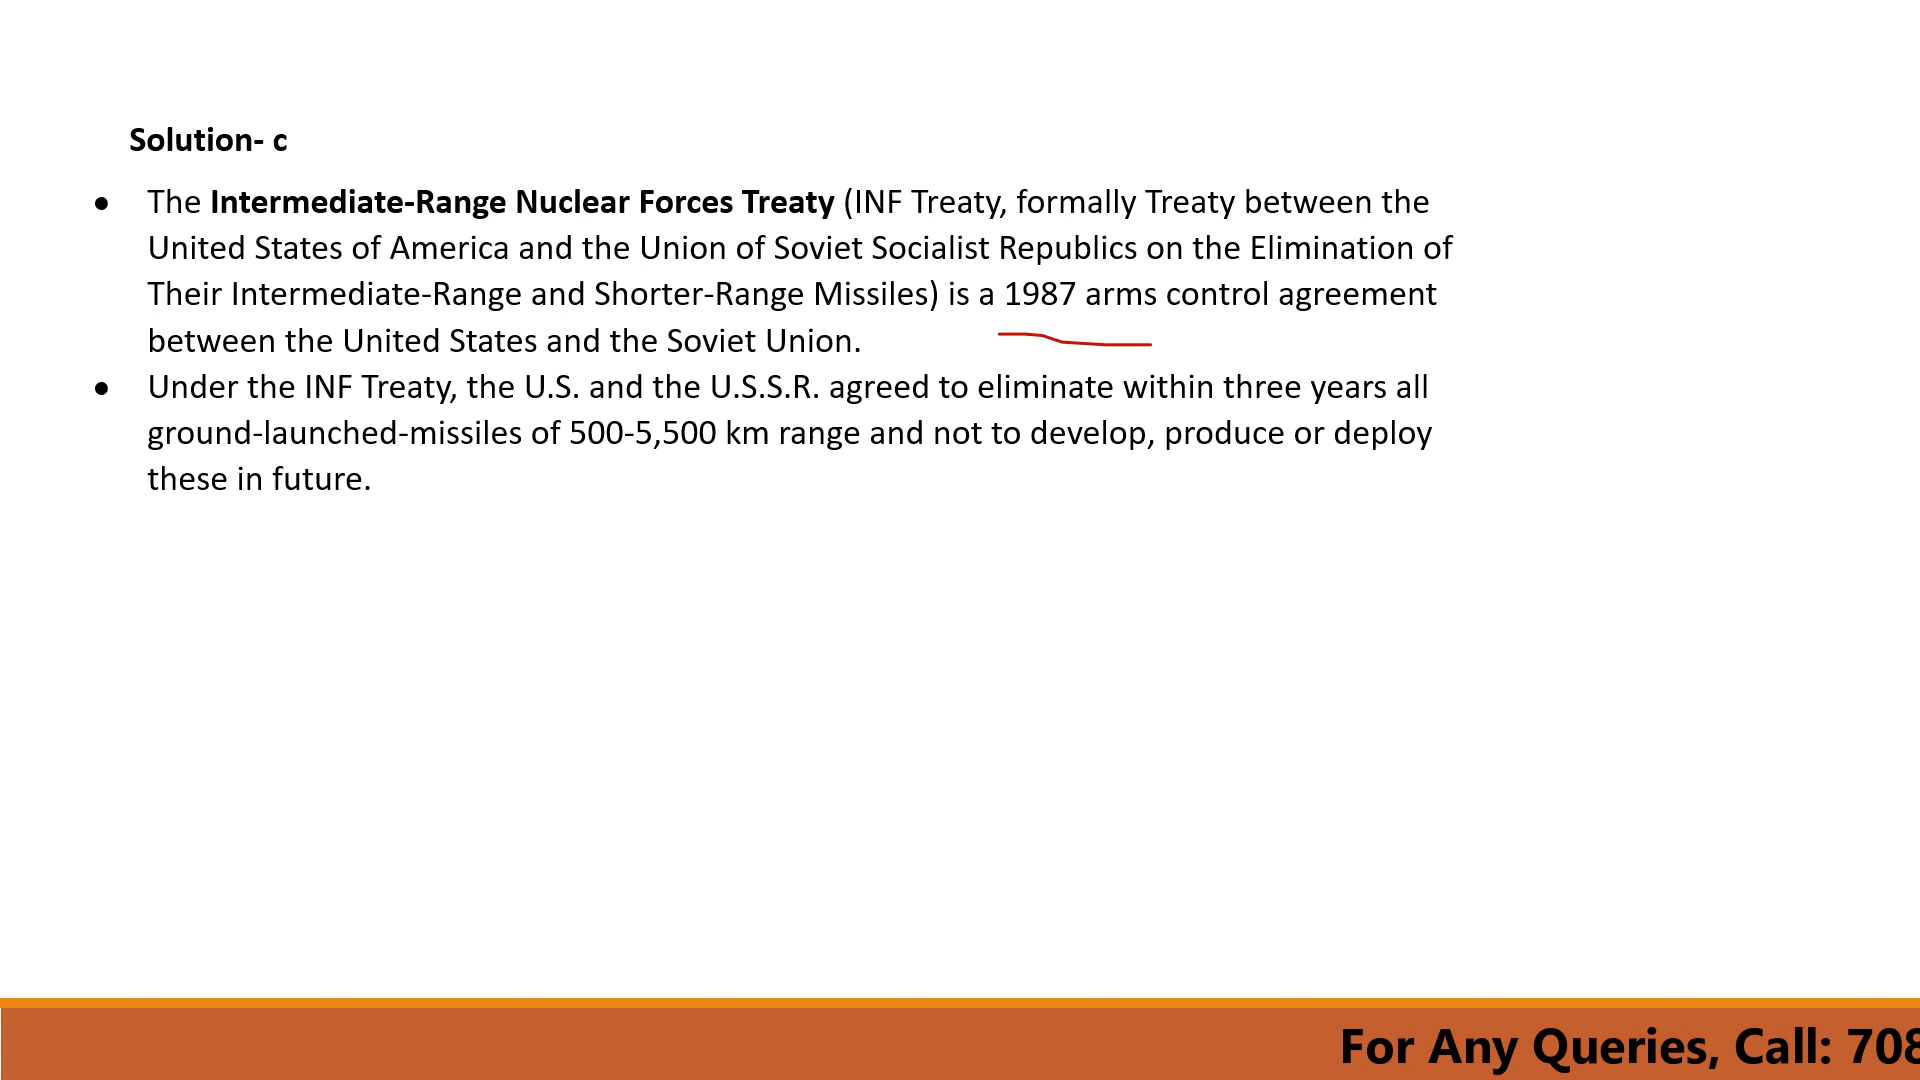 Solution- c
● The Intermediate-Range Nuclear Forces Treaty (INF Treaty, formally Treaty between the
United States of America and the Union of Soviet Socialist Republics on the Elimination of
Their Intermediate-Range and Shorter-Range Missiles) is a 1987 arms control agreement
between the United States and the Soviet Union.
● Under the INF Treaty, the U.S. and the U.S.S.R. agreed to eliminate within three years all
ground-launched-missiles of 500-5,500 km range and not to develop, produce or deploy
these in future.
For Any Queries, Call: 708